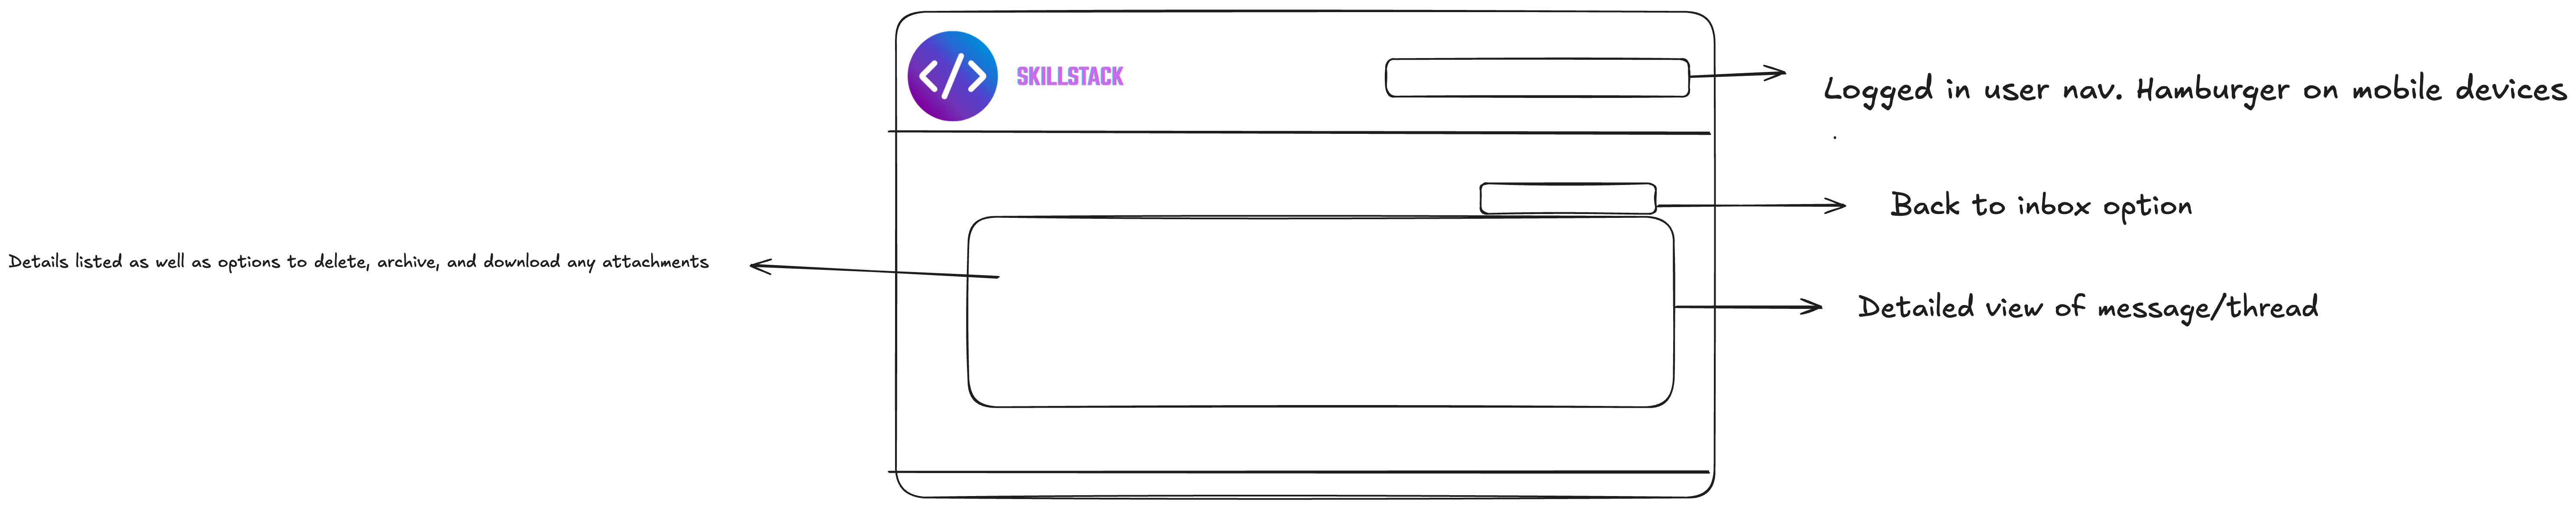 </>
SKILLSTACK
Logged in user nav. Hamburger on mobile devices
.
Back to inbox option
Details listed as well as options to delete, archive, and download any attachments
Detailed view of message/thread